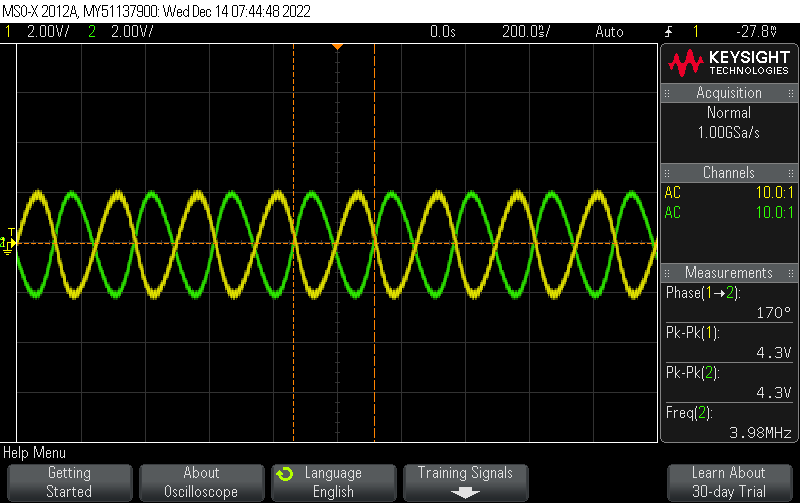 MSO-X 2012A, MY51137900: Wed Dec 14 07:44:48 2022
1 2.00V/ 2 2.00V/ 0.0s 200.0ns/ Auto 1 -27.8mV
KEYSIGHT
TECHNOLOGIES
Acquisition
Normal
1.00GSa/s
Channels
AC 10.0:1
AC 10.0:1
Measurements
Phase(1→2):
170°
Pk-Pk(1):
4.3V
Pk-Pk(2):
4.3V
Freq(2):
3.98MHz
T
2
Help Menu
Getting
Started
About
Oscilloscope
Language
English
Training Signals
Learn About
30-day Trial